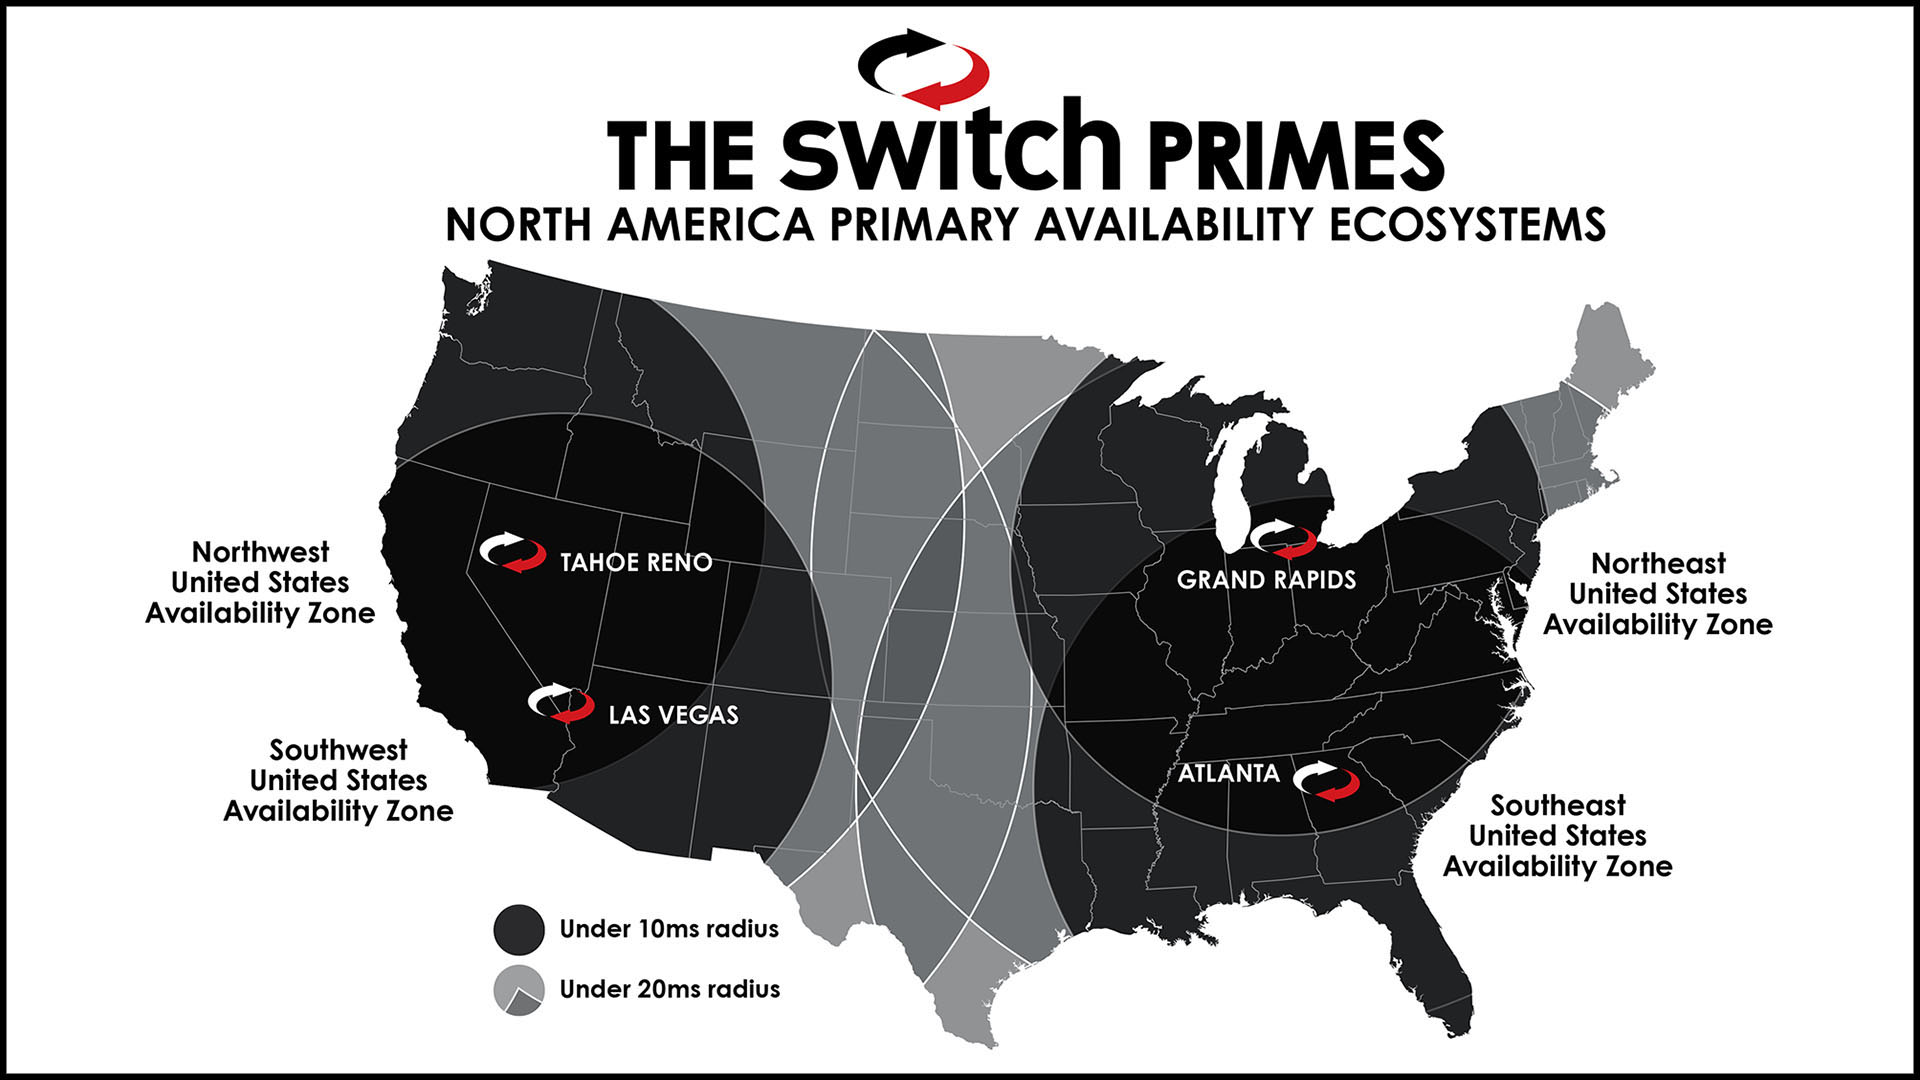 THE switch PRIMES
NORTH AMERICA PRIMARY AVAILABILITY ECOSYSTEMS
Northwest
United States
Availability Zone
TAHOE RENO
GRAND RAPIDS
Northeast
United States
Availability Zone
LAS VEGAS
Southwest
United States
Availability Zone
ATLANTA
Southeast
United States
Availability Zone
Under 10ms radius
Under 20ms radius